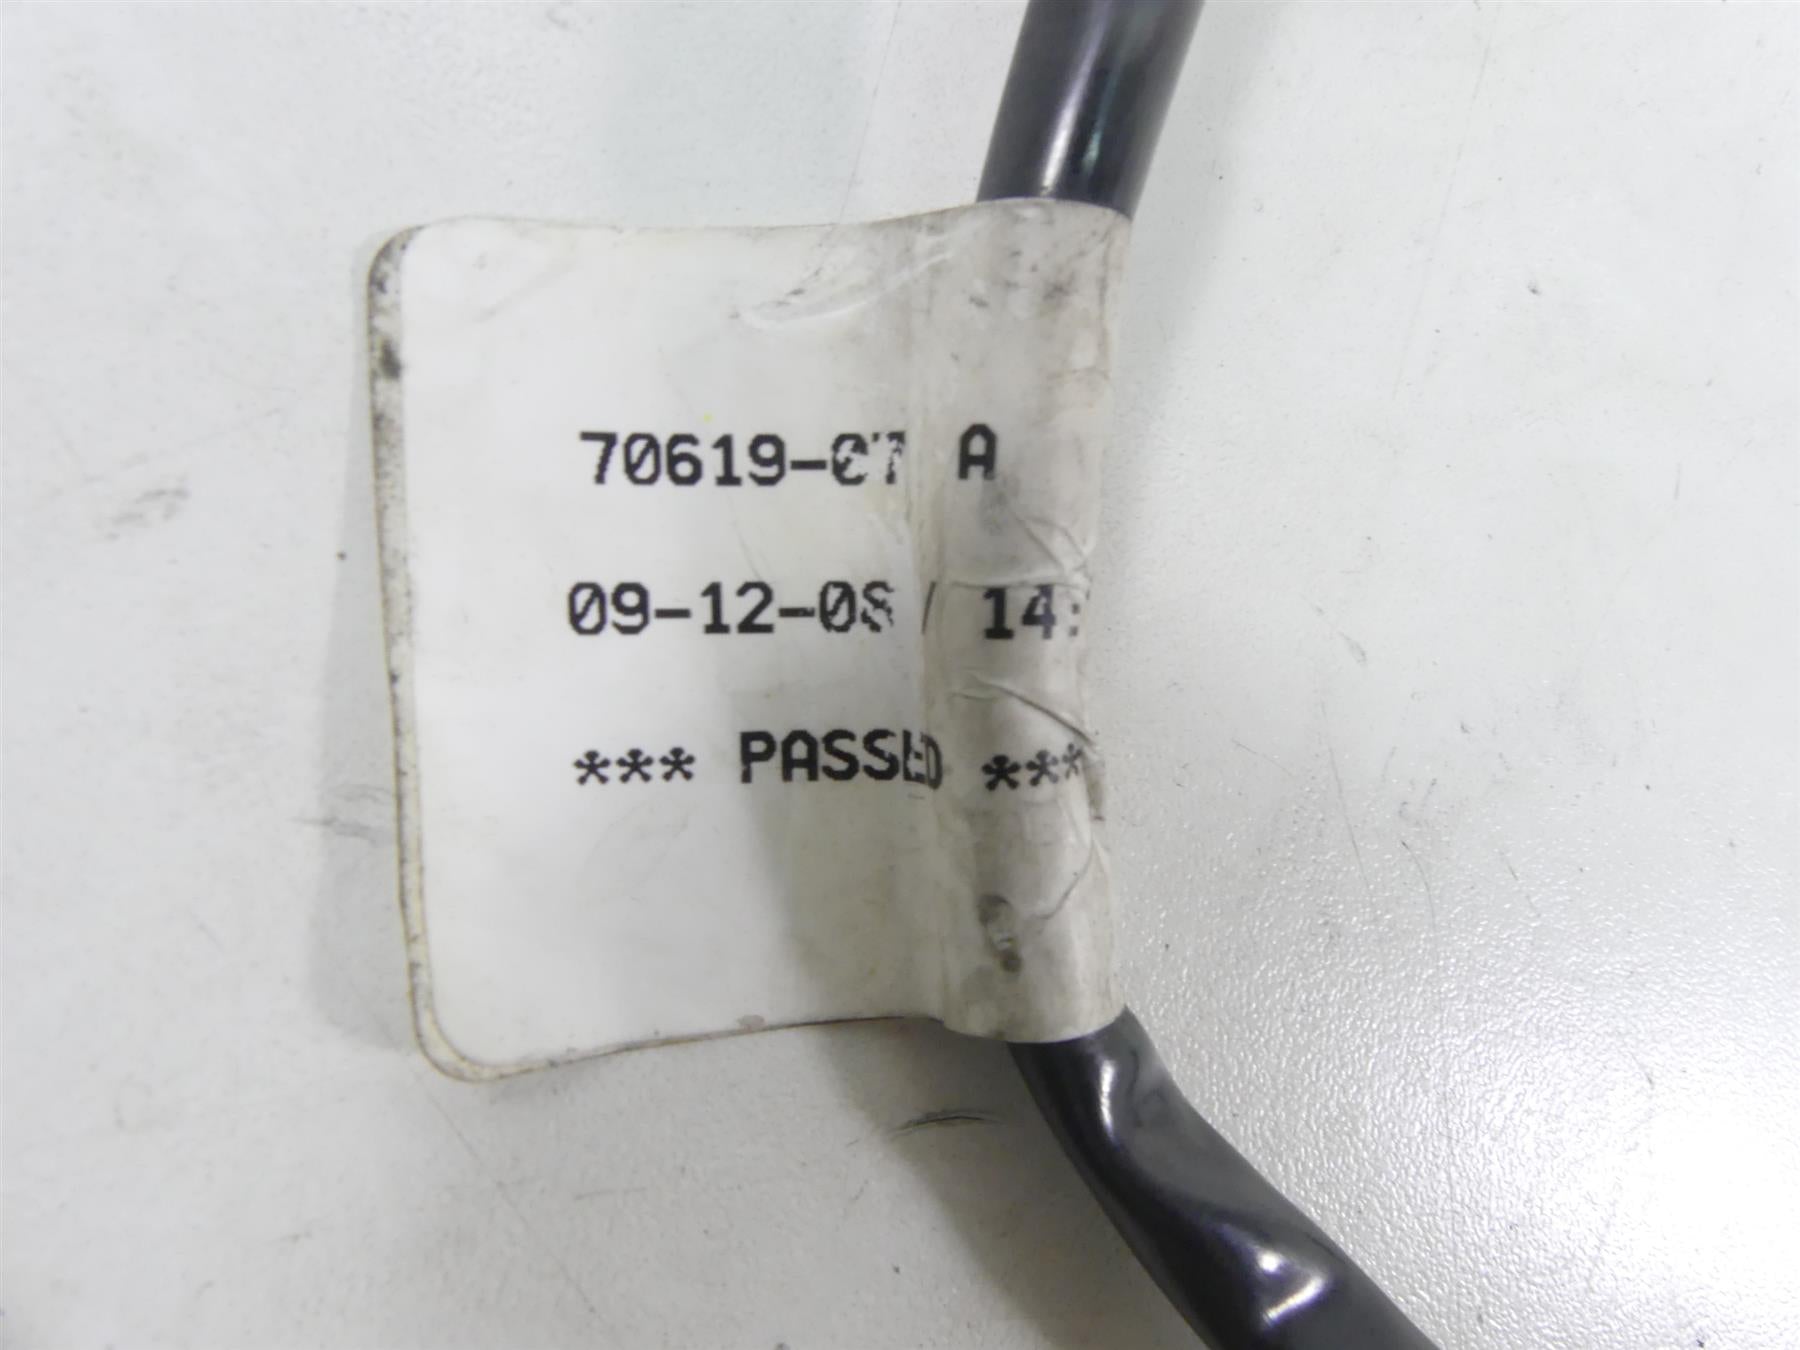 70619-07 A
09-12-08 / 14:
*** PASSED ***